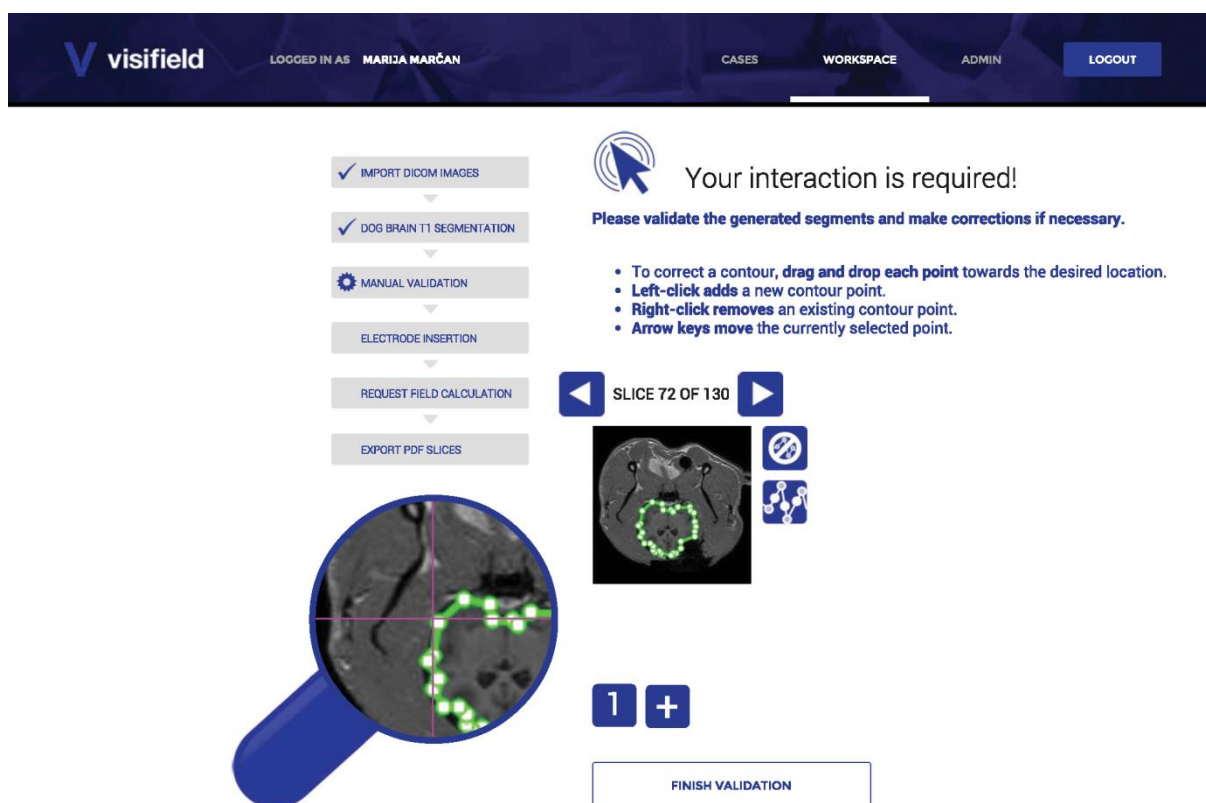 visifield
LOGGED IN AS MARIJA MARČAN
CASES
WORKSPACE
ADMIN
LOGOUT
IMPORT DICOM IMAGES
DOG BRAIN T1 SEGMENTATION
MANUAL VALIDATION
ELECTRODE INSERTION
REQUEST FIELD CALCULATION
EXPORT PDF SLICES
Your interaction is required!
Please validate the generated segments and make corrections if necessary.
• To correct a contour, drag and drop each point towards the desired location.
• Left-click adds a new contour point.
• Right-click removes an existing contour point.
• Arrow keys move the currently selected point.
SLICE 72 OF 130
1 +
FINISH VALIDATION